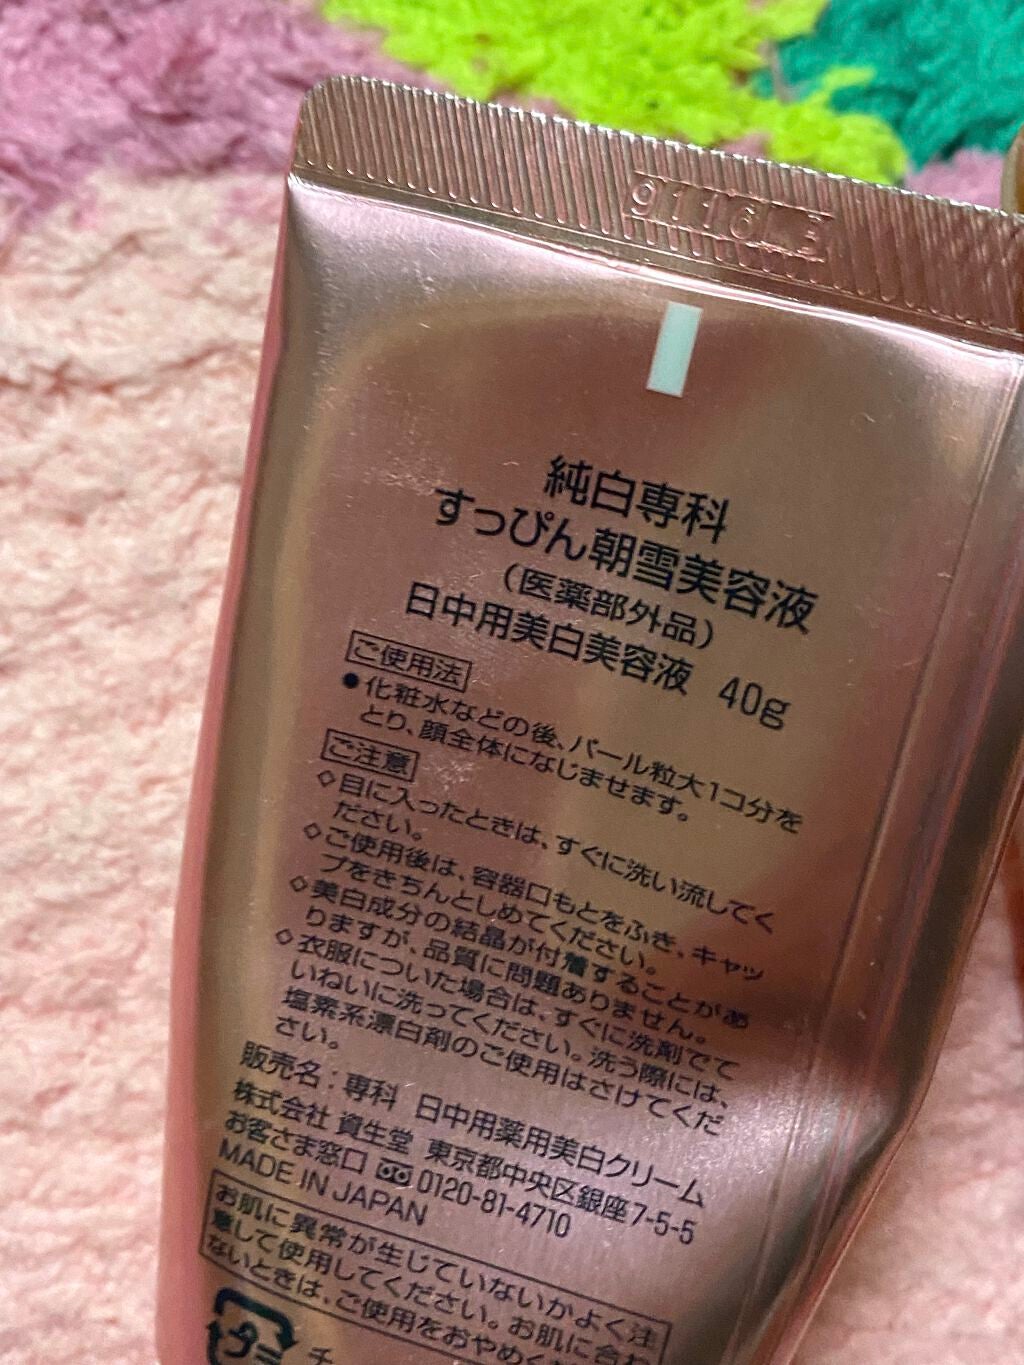 9116L3
純白専科
すっぴん朝雪美容液
(医薬部外品)
日中用美白美容液 40g
ご使用法
●化粧水などの後、パール粒大1コ分を
とり、顔全体になじませます。
ご注意
◇目に入ったときは、すぐに洗い流してく
ださい。
◇ご使用後は、容器口もとをふき、キャッ
プをきちんとしめてください。
◇美白成分の結晶が付着することがあ
りますが、品質に問題ありません。
◇衣服についた場合は、すぐに洗剤でて
いねいに洗ってください。洗う際には、
塩素系漂白剤のご使用はさけてくだ
さい。
販売名:専科 日中用薬用美白クリーム
株式会社 資生堂 東京都中央区銀座7-5-5
お客さま窓口 0120-81-4710
MADE IN JAPAN
お肌に異常が生じていないかよく注
意して使用してください。お肌に合わ
ないときは、ご使用をおやめく
プラ
チ